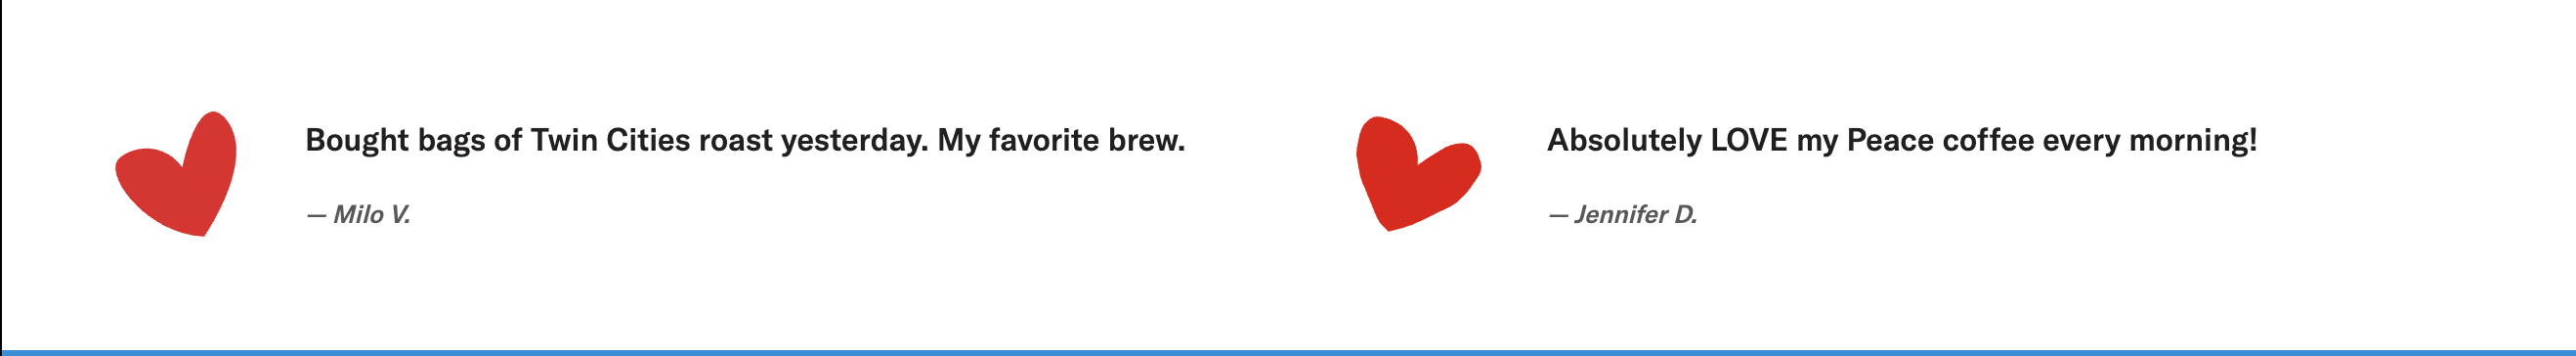 Bought bags of Twin Cities roast yesterday. My favorite brew.
— Milo V.
Absolutely LOVE my Peace coffee every morning!
— Jennifer D.